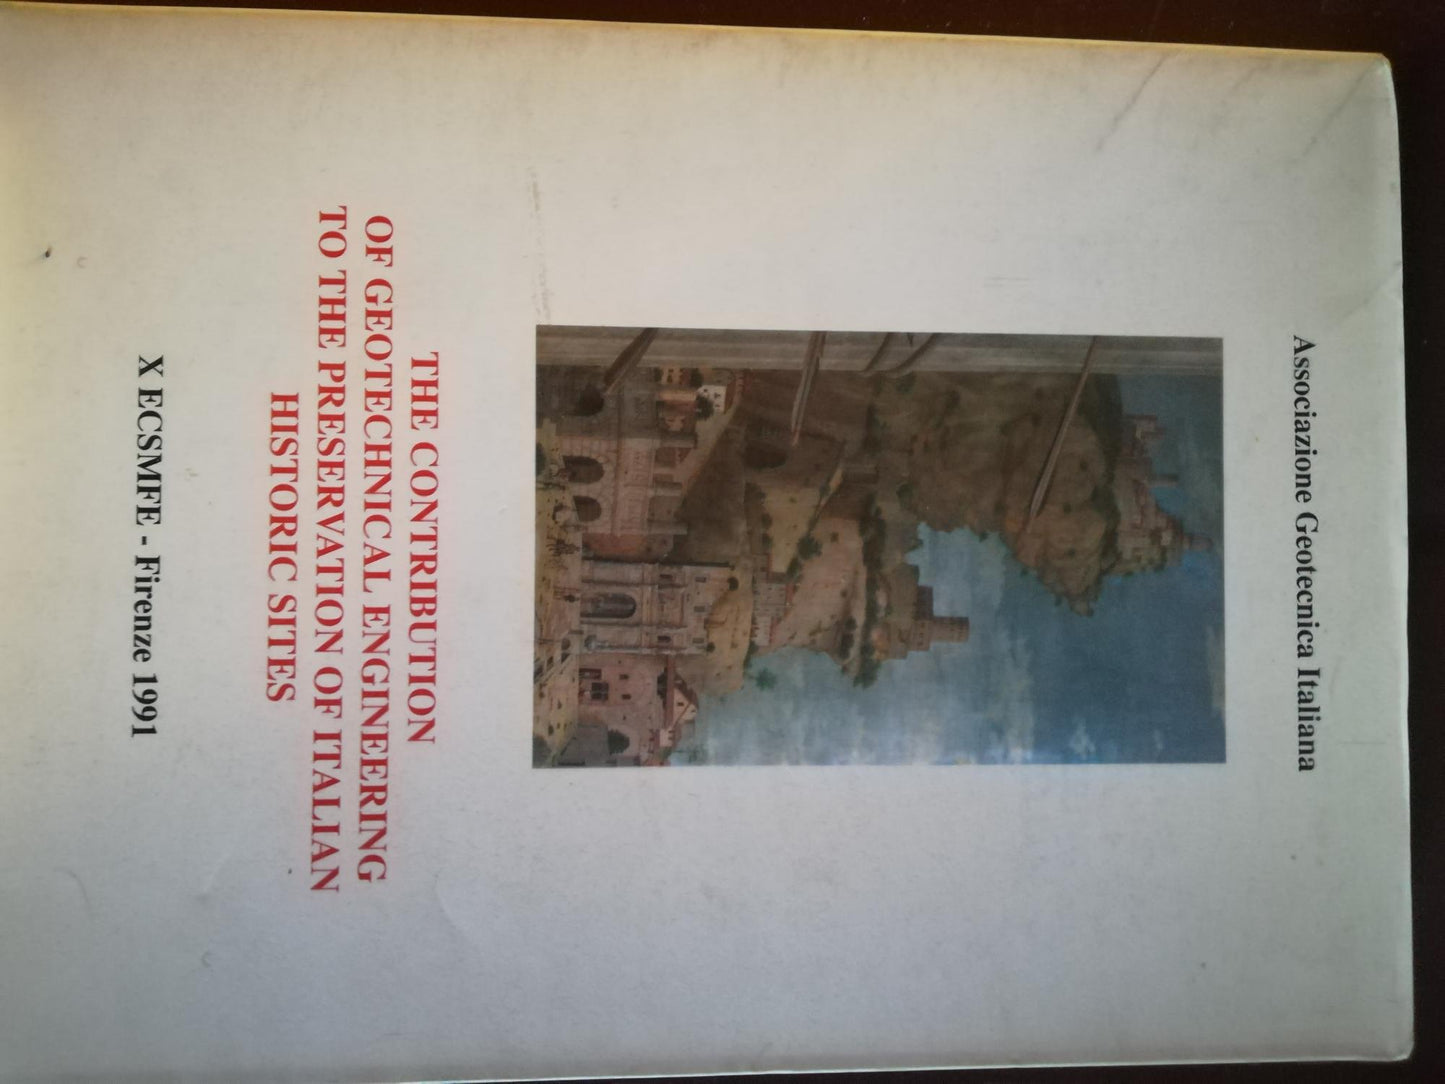 Associazione Geotecnica Italiana
THE CONTRIBUTION
OF GEOTECHNICAL ENGINEERING
TO THE PRESERVATION OF ITALIAN
HISTORIC SITES
X ECSMFE - Firenze 1991